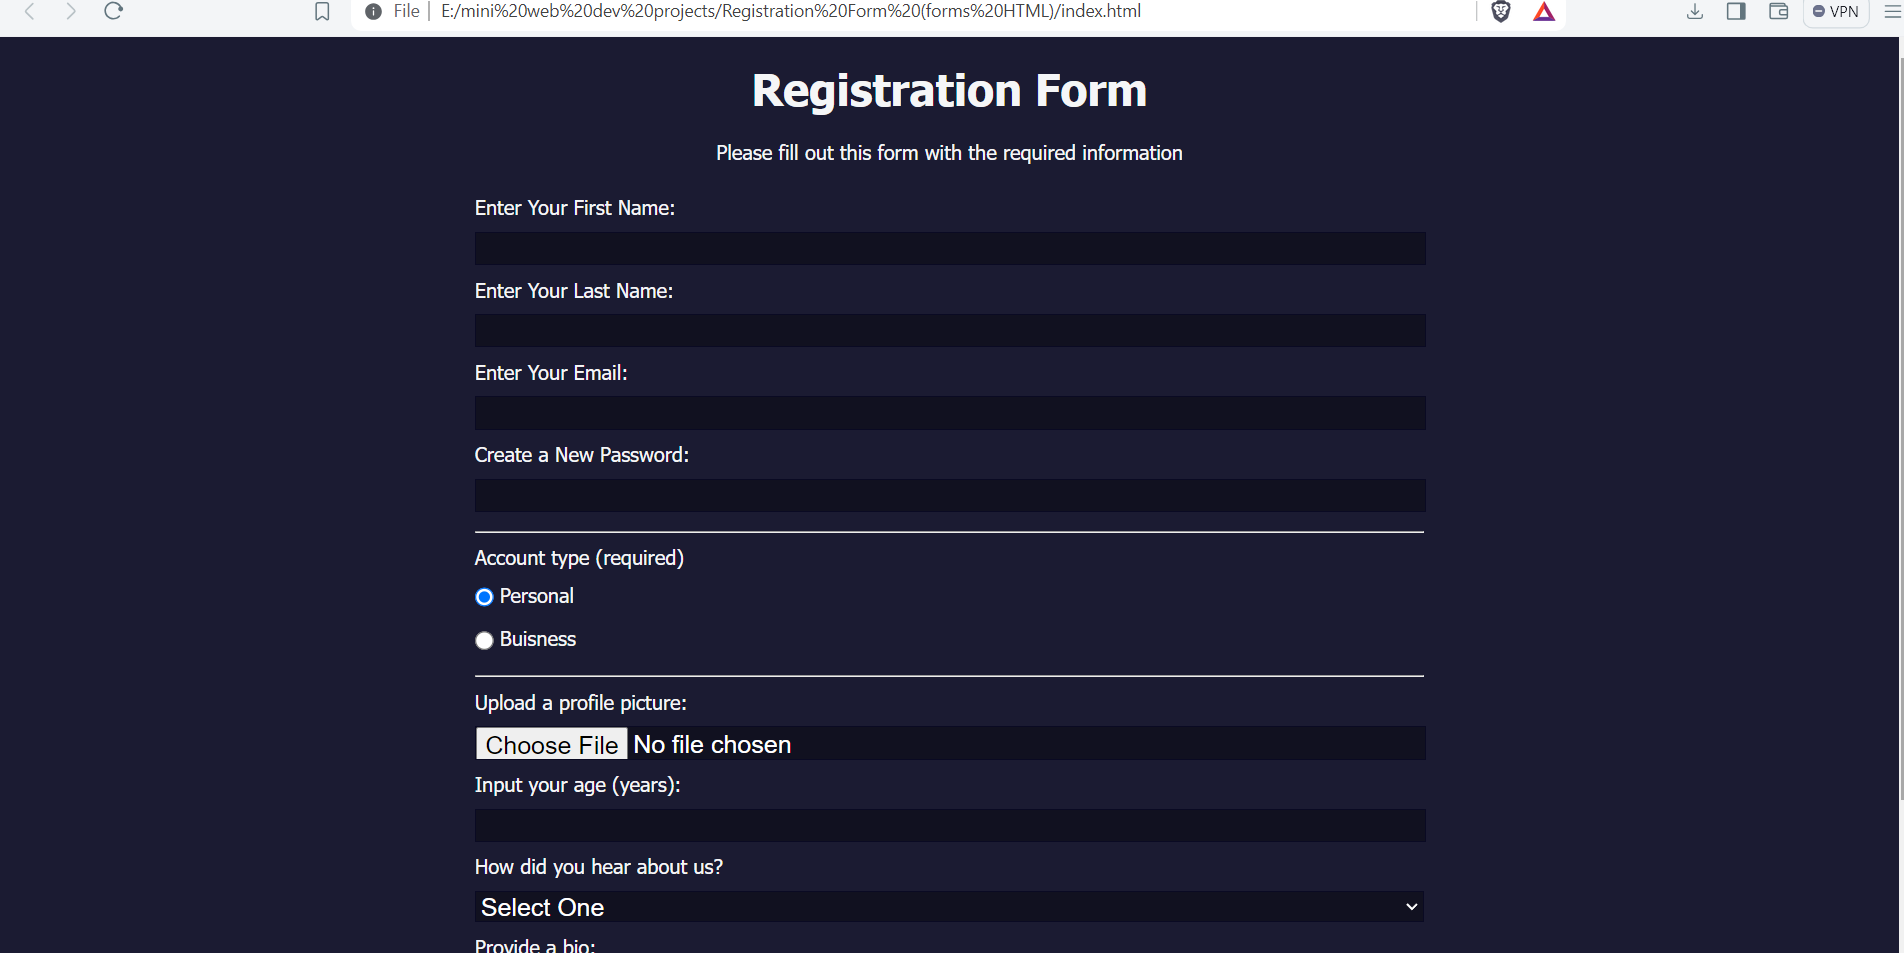 File
E:/mini%20web%20dev%20projects/Registration%20Form%20(forms%20HTML)/index.html
VPN
Registration Form
Please fill out this form with the required information
Enter Your First Name:
Enter Your Last Name:
Enter Your Email:
Create a New Password:
Account type (required)
Personal
Buisness
Upload a profile picture:
Choose File No file chosen
Input your age (years):
How did you hear about us?
Select One
Provide a bio: